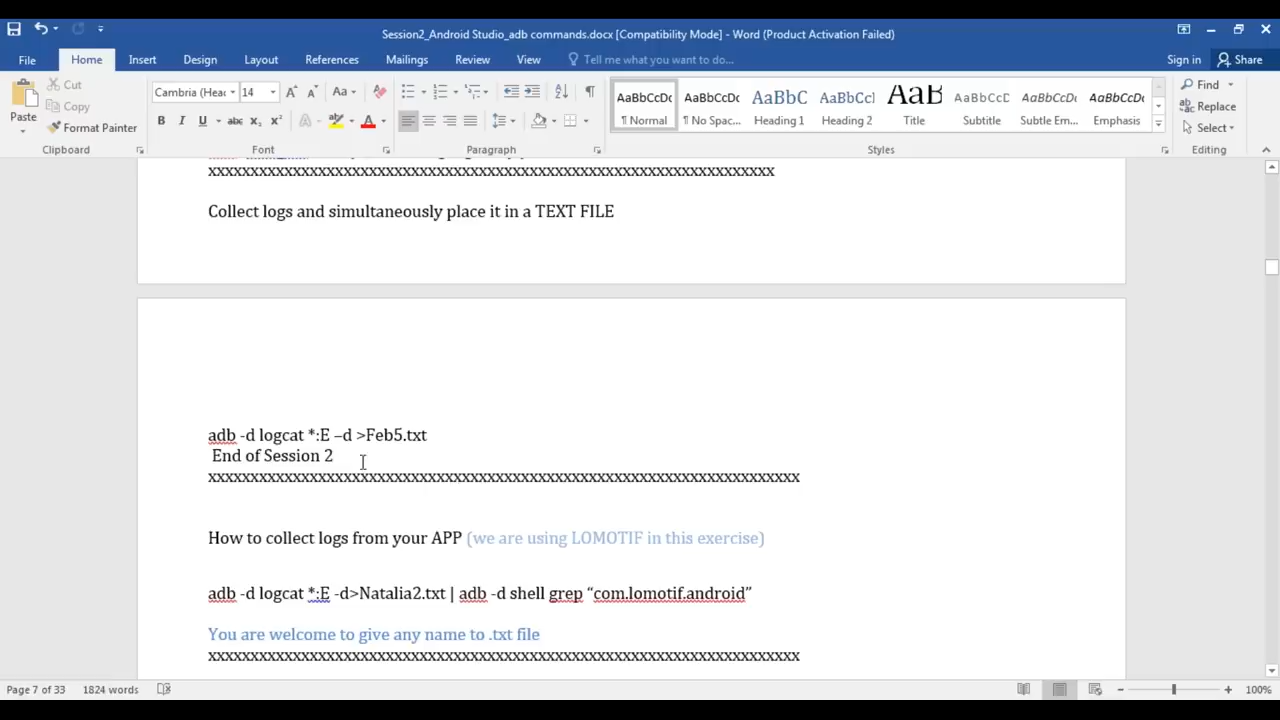 Session2_Android Studio_adb commands.docx [Compatibility Mode] - Word (Product Activation Failed)
File Home Insert Design Layout References Mailings Review View Tell me what you want to do... Sign in Share
Paste Cut Copy Format Painter
Cambria (Head 14
AaBbCcDc AaBbCcDc AaBbC AaBbCcI AaB AaBbCcD AaBbCcDc AaBbCcDc
¶ Normal ¶ No Spac... Heading 1 Heading 2 Title Subtitle Subtle Em... Emphasis
Find
Replace
Select
Clipboard Font Paragraph Styles Editing
Collect logs and simultaneously place it in a TEXT FILE
adb -d logcat *:E –d >Feb5.txt
End of Session 2
How to collect logs from your APP (we are using LOMOTIF in this exercise)
adb -d logcat *:E -d>Natalia2.txt | adb -d shell grep “com.lomotif.android”
You are welcome to give any name to .txt file
Page 7 of 33 1824 words 100%